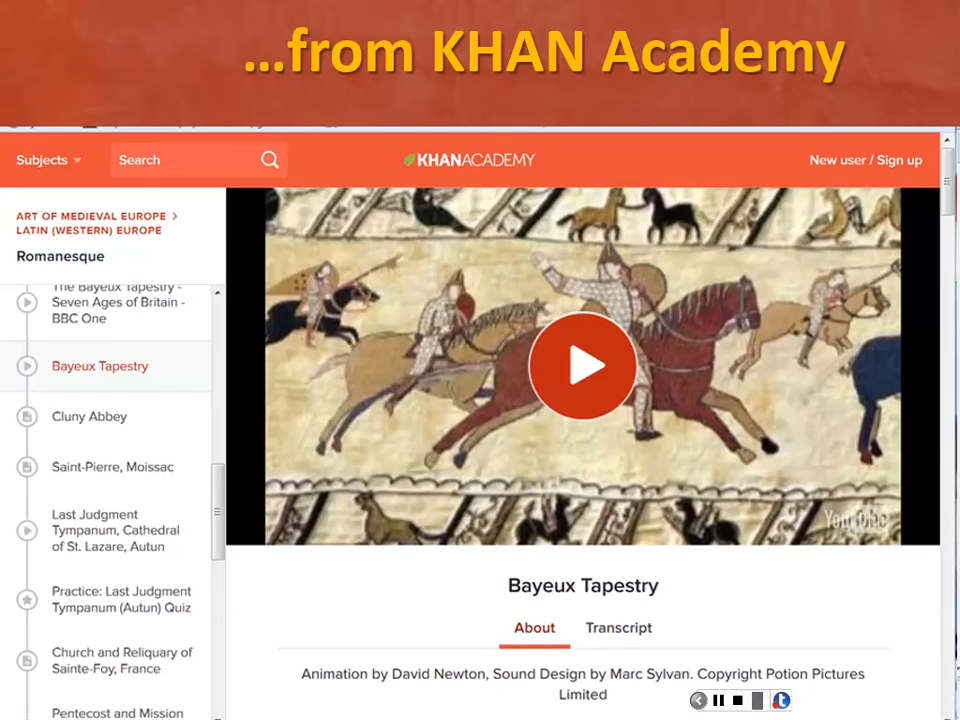 ...from KHAN Academy
Subjects
Search
KHANACADEMY
New user / Sign up
ART OF MEDIEVAL EUROPE >
LATIN (WESTERN) EUROPE
Romanesque
The Bayeux Tapestry -
Seven Ages of Britain -
BBC One
Bayeux Tapestry
Cluny Abbey
Saint-Pierre, Moissac
Last Judgment
Tympanum, Cathedral
of St. Lazare, Autun
Practice: Last Judgment
Tympanum (Autun) Quiz
Church and Reliquary of
Sainte-Foy, France
Pentecost and Mission
YouTube
Bayeux Tapestry
About
Transcript
Animation by David Newton, Sound Design by Marc Sylvan. Copyright Potion Pictures
Limited
t